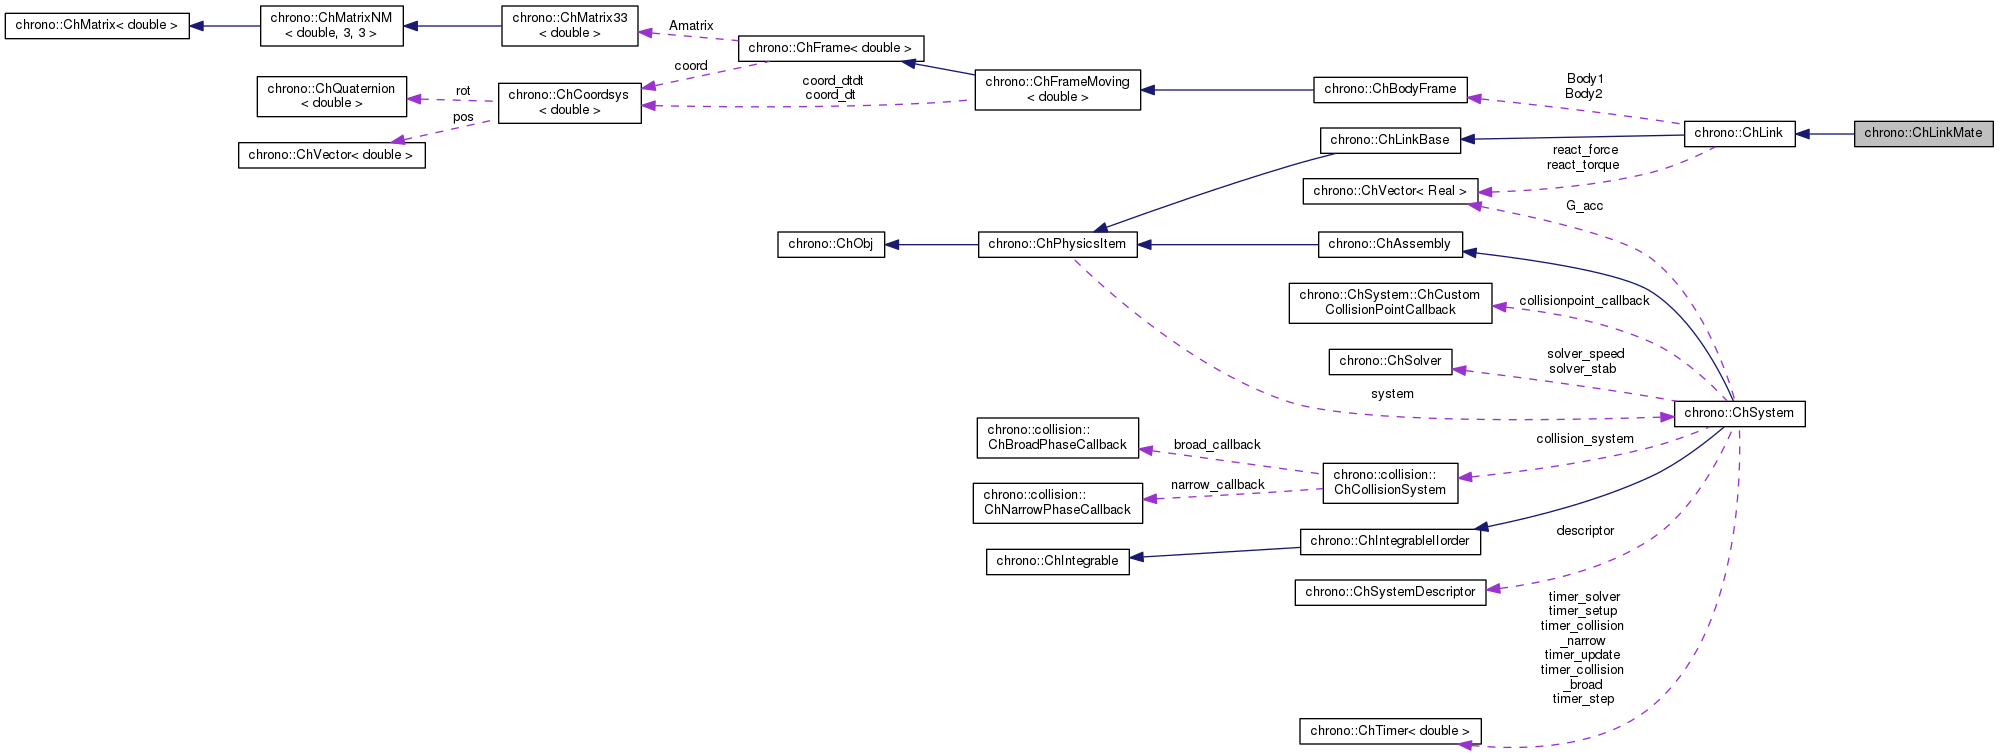 chrono::ChMatrix< double >
chrono::ChMatrixNM
< double, 3, 3 >
chrono::ChMatrix33
< double >
Amatrix
chrono::ChFrame< double >
coord
chrono::ChQuaternion
< double >
rot
pos
chrono::ChCoordsys
< double >
coord_dtdt
coord_dt
chrono::ChFrameMoving
< double >
chrono::ChBodyFrame
Body1
Body2
chrono::ChVector< double >
chrono::ChLinkBase
chrono::ChLink
chrono::ChLinkMate
react_force
react_torque
chrono::ChVector< Real >
G_acc
chrono::ChObj
chrono::ChPhysicsItem
chrono::ChAssembly
chrono::ChSystem::ChCustom
CollisionPointCallback
collisionpoint_callback
chrono::ChSolver
solver_speed
solver_stab
system
chrono::ChSystem
chrono::collision::
ChBroadPhaseCallback
broad_callback
collision_system
chrono::collision::
ChNarrowPhaseCallback
narrow_callback
chrono::collision::
ChCollisionSystem
chrono::ChIntegrable
chrono::ChIntegrableIIorder
descriptor
chrono::ChSystemDescriptor
timer_solver
timer_setup
timer_collision
_narrow
timer_update
timer_collision
_broad
timer_step
chrono::ChTimer< double >